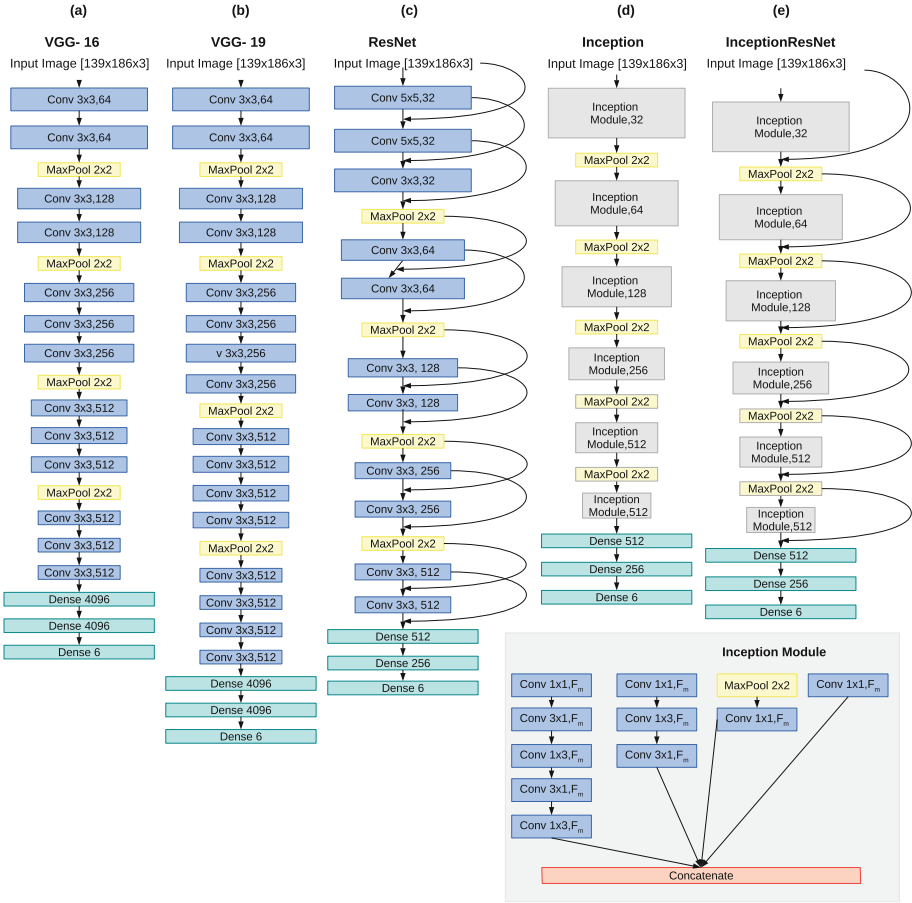 (a)
VGG- 16
Input Image [139x186x3]
Conv 3x3,64
Conv 3x3,64
MaxPool 2x2
Conv 3x3,128
Conv 3x3,128
MaxPool 2x2
Conv 3x3,256
Conv 3x3,256
Conv 3x3,256
MaxPool 2x2
Conv 3x3,512
Conv 3x3,512
Conv 3x3,512
MaxPool 2x2
Conv 3x3,512
Conv 3x3,512
Conv 3x3,512
Dense 4096
Dense 4096
Dense 6
(b)
VGG- 19
Input Image [139x186x3]
Conv 3x3,64
Conv 3x3,64
MaxPool 2x2
Conv 3x3,128
Conv 3x3,128
MaxPool 2x2
Conv 3x3,256
Conv 3x3,256
v 3x3,256
Conv 3x3,256
MaxPool 2x2
Conv 3x3,512
Conv 3x3,512
Conv 3x3,512
Conv 3x3,512
MaxPool 2x2
Conv 3x3,512
Conv 3x3,512
Conv 3x3,512
Conv 3x3,512
Dense 4096
Dense 4096
Dense 6
(c)
ResNet
Input Image [139x186x3]
Conv 5x5,32
Conv 5x5,32
Conv 3x3,32
MaxPool 2x2
Conv 3x3,64
Conv 3x3,64
MaxPool 2x2
Conv 3x3, 128
Conv 3x3, 128
MaxPool 2x2
Conv 3x3, 256
Conv 3x3, 256
MaxPool 2x2
Conv 3x3, 512
Conv 3x3, 512
Dense 512
Dense 256
Dense 6
(d)
Inception
Input Image [139x186x3]
Inception
Module,32
MaxPool 2x2
Inception
Module,64
MaxPool 2x2
Inception
Module,128
MaxPool 2x2
Inception
Module,256
MaxPool 2x2
Inception
Module,512
MaxPool 2x2
Inception
Module,512
Dense 512
Dense 256
Dense 6
(e)
InceptionResNet
Input Image [139x186x3]
Inception
Module,32
MaxPool 2x2
Inception
Module,64
MaxPool 2x2
Inception
Module,128
MaxPool 2x2
Inception
Module,256
MaxPool 2x2
Inception
Module,512
MaxPool 2x2
Inception
Module,512
Dense 512
Dense 256
Dense 6
Inception Module
Conv 1x1,Fm
Conv 3x1,Fm
Conv 1x3,Fm
Conv 3x1,Fm
Conv 1x3,Fm
Conv 1x1,Fm
Conv 1x3,Fm
Conv 3x1,Fm
MaxPool 2x2
Conv 1x1,Fm
Conv 1x1,Fm
Concatenate